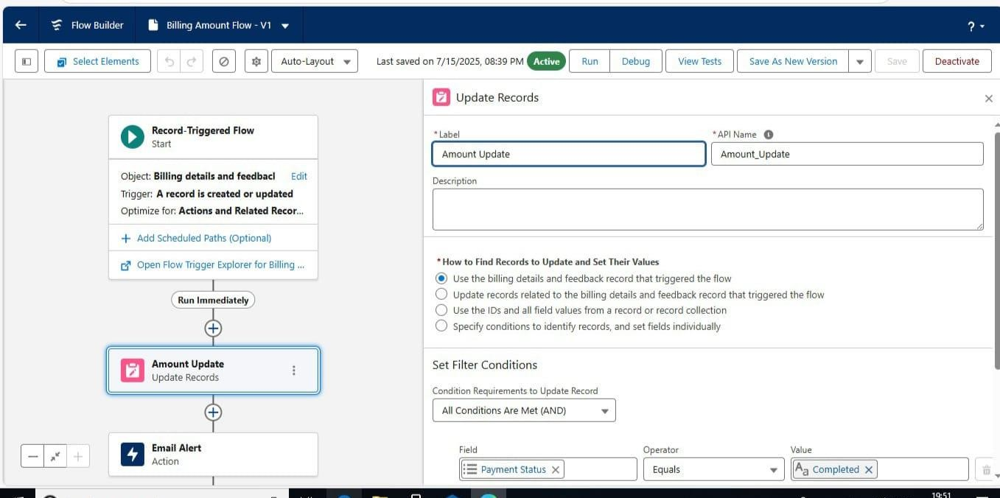 Flow Builder
Billing Amount Flow - V1
?
Select Elements
Auto-Layout
Last saved on 7/15/2025, 08:39 PM
Active
Run
Debug
View Tests
Save As New Version
Save
Deactivate
Record-Triggered Flow
Start
Object: Billing details and feedbacl
Edit
Trigger: A record is created or updated
Optimize for: Actions and Related Recor...
Add Scheduled Paths (Optional)
Open Flow Trigger Explorer for Billing ...
Run Immediately
Amount Update
Update Records
Email Alert
Action
Update Records
*Label
Amount Update
*API Name
Amount_Update
Description
*How to Find Records to Update and Set Their Values
Use the billing details and feedback record that triggered the flow
Update records related to the billing details and feedback record that triggered the flow
Use the IDs and all field values from a record or record collection
Specify conditions to identify records, and set fields individually
Set Filter Conditions
Condition Requirements to Update Record
All Conditions Are Met (AND)
Field
Operator
Value
Payment Status
Equals
Aa Completed
19:51